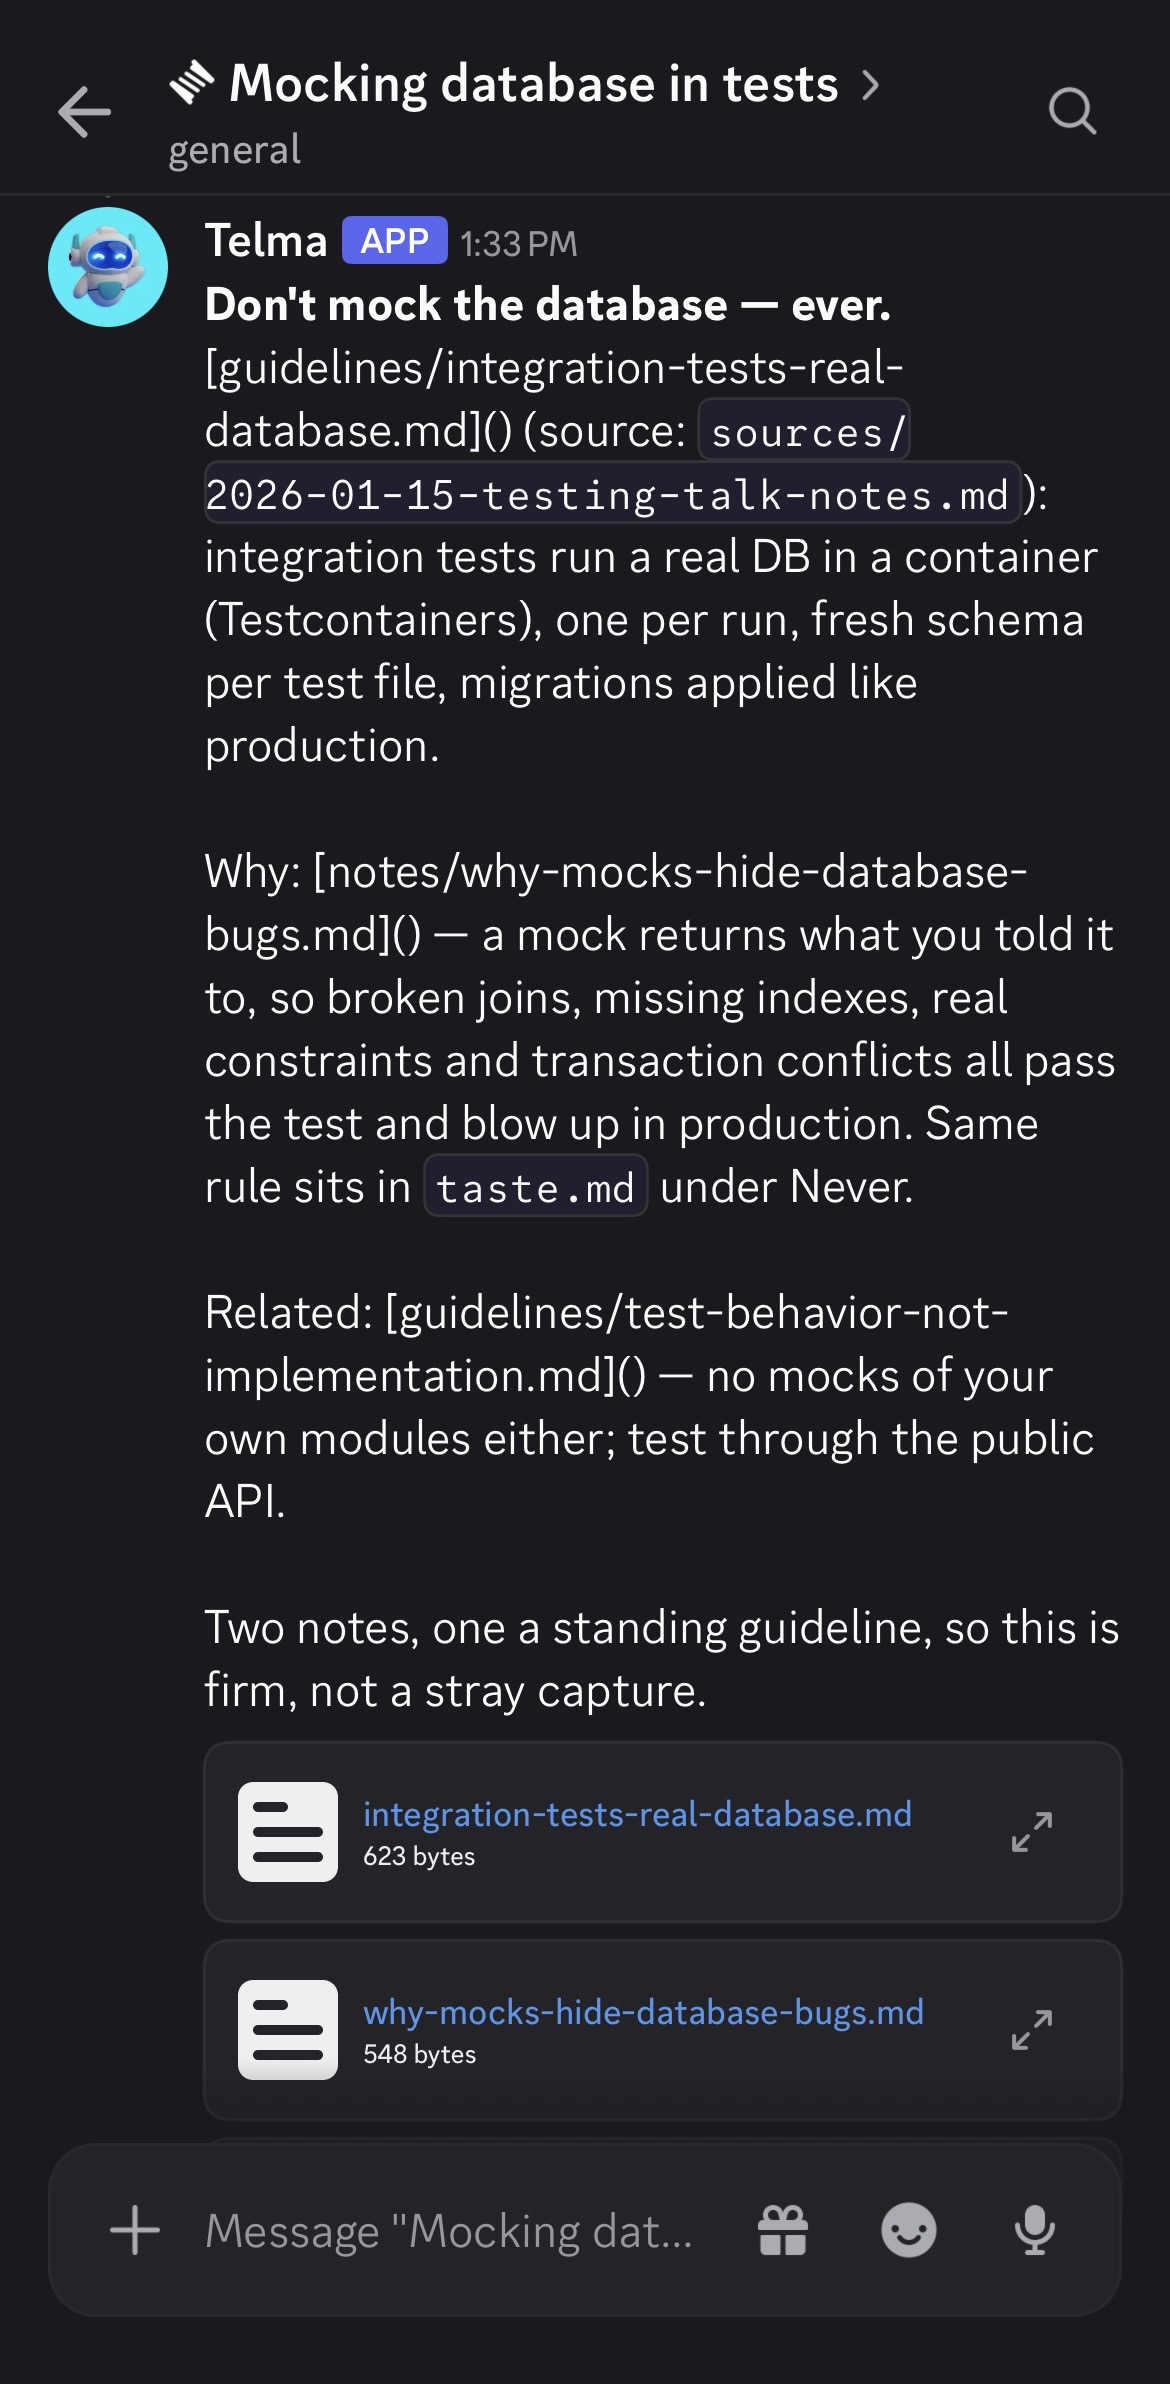 Mocking database in tests
general
Telma APP 1:33 PM
Don't mock the database — ever.
[guidelines/integration-tests-real-
database.md]() (source: sources/
2026-01-15-testing-talk-notes.md):
integration tests run a real DB in a container
(Testcontainers), one per run, fresh schema
per test file, migrations applied like
production.
Why: [notes/why-mocks-hide-database-
bugs.md]() — a mock returns what you told it
to, so broken joins, missing indexes, real
constraints and transaction conflicts all pass
the test and blow up in production. Same
rule sits in taste.md under Never.
Related: [guidelines/test-behavior-not-
implementation.md]() — no mocks of your
own modules either; test through the public
API.
Two notes, one a standing guideline, so this is
firm, not a stray capture.
integration-tests-real-database.md
623 bytes
why-mocks-hide-database-bugs.md
548 bytes
Message "Mocking dat...